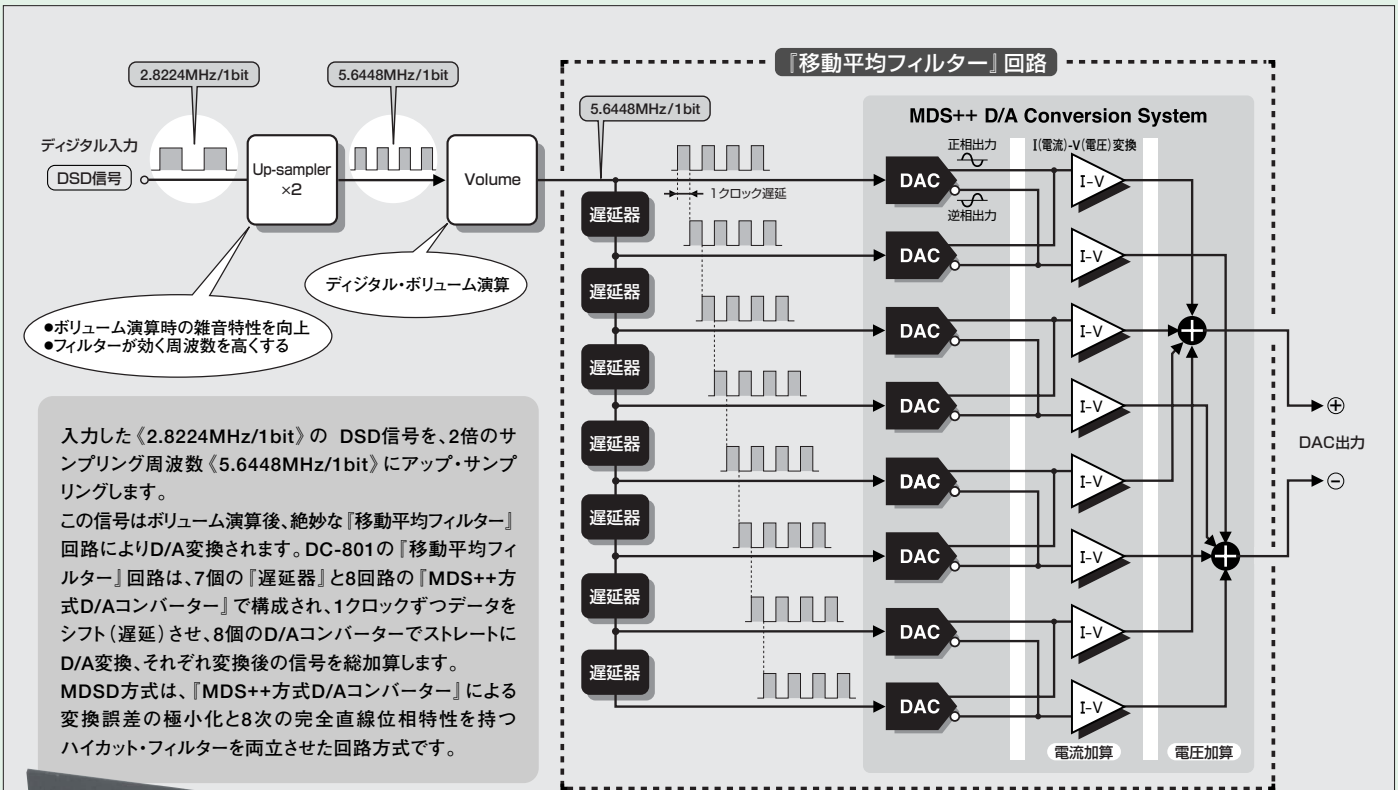 『移動平均フィルター』回路
2.8224MHz/1bit
5.6448MHz/1bit
5.6448MHz/1bit
ディジタル入力
DSD信号
Up-sampler
×2
Volume
●ボリューム演算時の雑音特性を向上
●フィルターが効く周波数を高くする
ディジタル・ボリューム演算
1クロック遅延
遅延器
遅延器
遅延器
遅延器
遅延器
遅延器
遅延器
MDS++ D/A Conversion System
正相出力
逆相出力
I(電流)-V(電圧)変換
DAC
DAC
DAC
DAC
DAC
DAC
DAC
DAC
I-V
I-V
I-V
I-V
I-V
I-V
I-V
I-V
電流加算
電圧加算
⊕
DAC出力
⊖
入力した《2.8224MHz/1bit》の DSD信号を、2倍のサ
ンプリング周波数《5.6448MHz/1bit》にアップ・サンプ
リングします。
この信号はボリューム演算後、絶妙な『移動平均フィルター』
回路によりD/A変換されます。DC-801の『移動平均フィ
ルター』回路は、7個の『遅延器』と8回路の『MDS++方
式D/Aコンバーター』で構成され、1クロックずつデータを
シフト(遅延)させ、8個のD/Aコンバーターでストレートに
D/A変換、それぞれ変換後の信号を総加算します。
MDSD方式は、『MDS++方式D/Aコンバーター』による
変換誤差の極小化と8次の完全直線位相特性を持つ
ハイカット・フィルターを両立させた回路方式です。